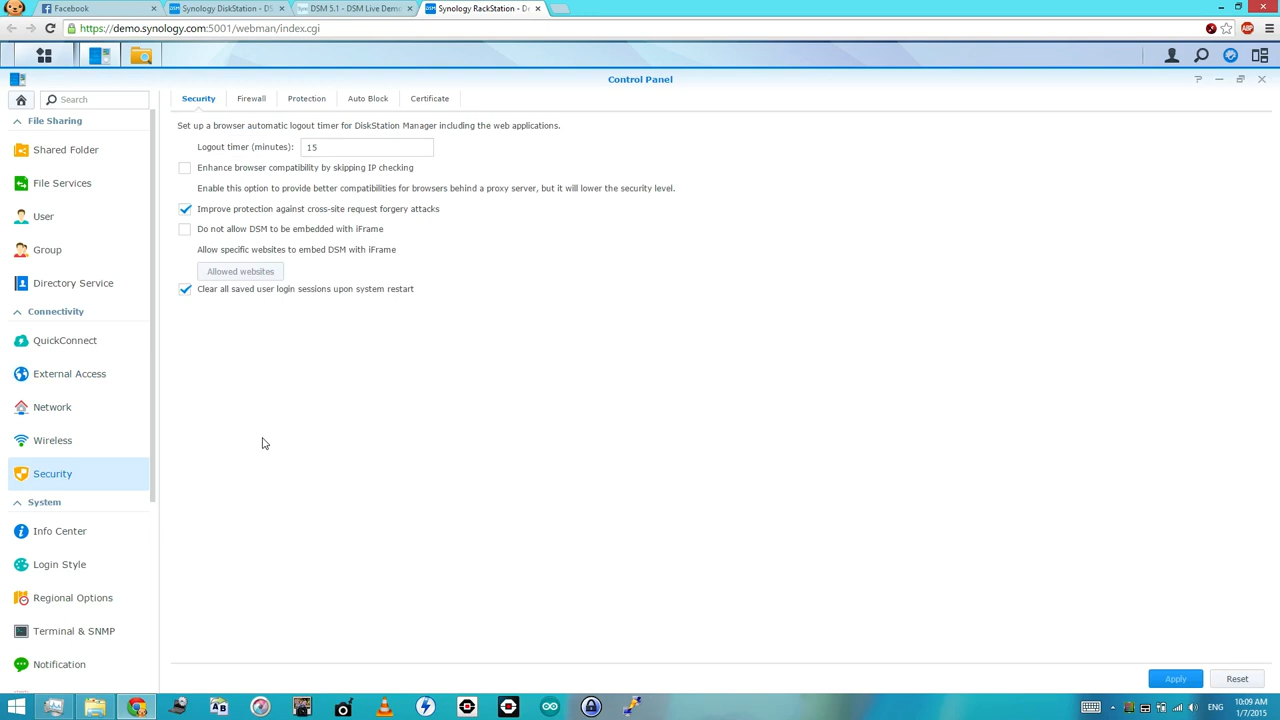 Facebook
Synology DiskStation - DS
DSM 5.1 - DSM Live Demo
Synology RackStation - De
https://demo.synology.com:5001/webman/index.cgi
ABP
Control Panel
Search
Security
Firewall
Protection
Auto Block
Certificate
File Sharing
Shared Folder
File Services
User
Group
Directory Service
Connectivity
QuickConnect
External Access
Network
Wireless
Security
System
Info Center
Login Style
Regional Options
Terminal & SNMP
Notification
Set up a browser automatic logout timer for DiskStation Manager including the web applications.
Logout timer (minutes): 15
Enhance browser compatibility by skipping IP checking
Enable this option to provide better compatibilities for browsers behind a proxy server, but it will lower the security level.
Improve protection against cross-site request forgery attacks
Do not allow DSM to be embedded with iFrame
Allow specific websites to embed DSM with iFrame
Allowed websites
Clear all saved user login sessions upon system restart
Apply
Reset
ENG
10:09 AM
1/7/2015